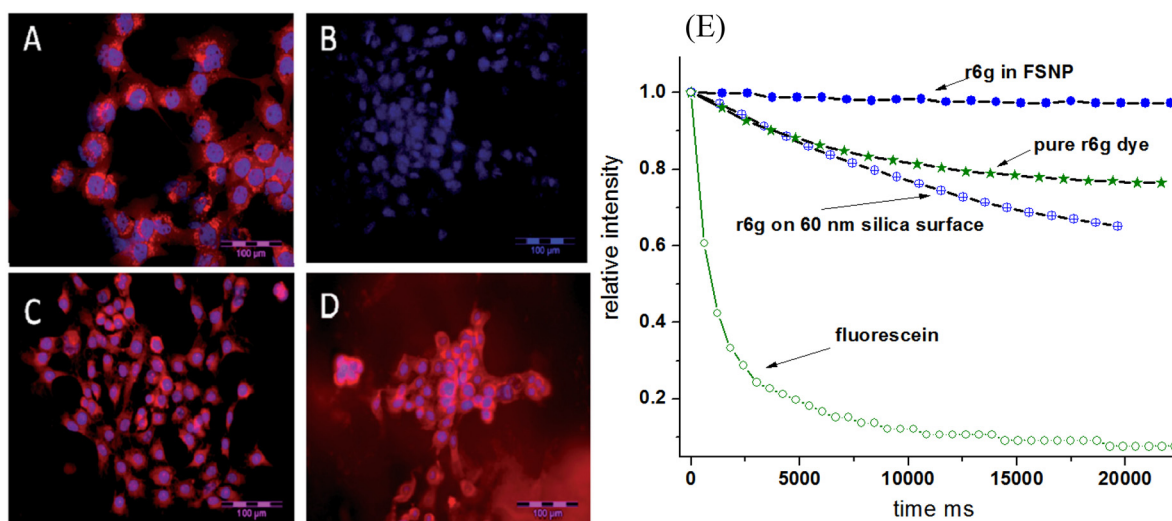 A
B
100 µm
100 µm
C
D
100 µm
100 µm
(E)
r6g in FSNP
pure r6g dye
r6g on 60 nm silica surface
fluorescein
relative intensity
1.0
0.8
0.6
0.4
0.2
0
5000
10000
15000
20000
time ms